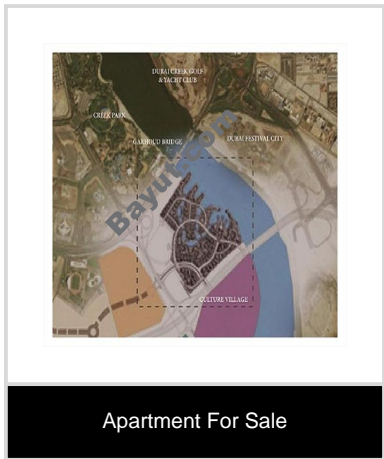 DUBAI CREEK GOLF
& YACHT CLUB
CREEK PARK
GARHOUD BRIDGE
DUBAI FESTIVAL CITY
Bayut.com
CULTURE VILLAGE
Apartment For Sale